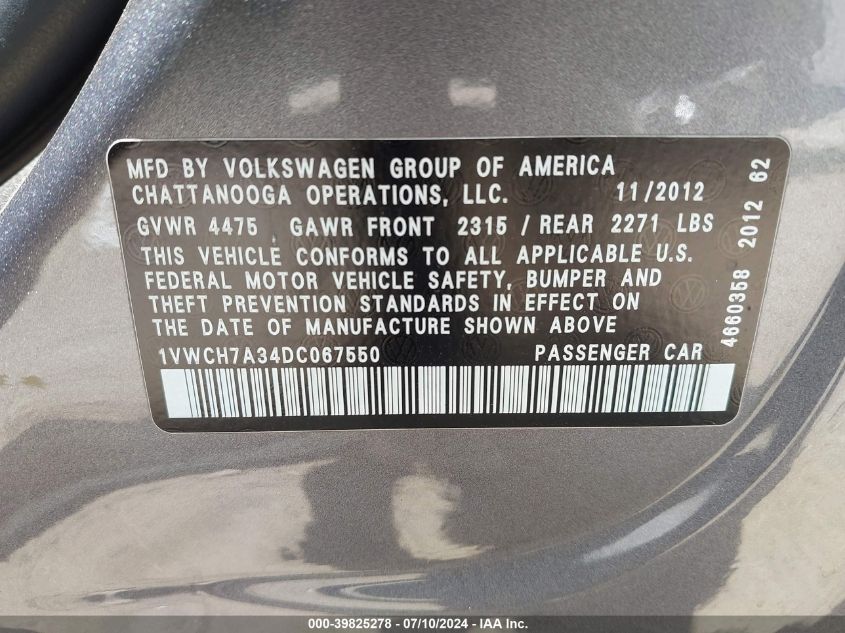 MFD BY VOLKSWAGEN GROUP OF AMERICA
CHATTANOOGA OPERATIONS, LLC. 11/2012
GVWR 4475 GAWR FRONT 2315 / REAR 2271 LBS
THIS VEHICLE CONFORMS TO ALL APPLICABLE U.S.
FEDERAL MOTOR VEHICLE SAFETY, BUMPER AND
THEFT PREVENTION STANDARDS IN EFFECT ON
THE DATE OF MANUFACTURE SHOWN ABOVE
1VWCH7A34DC067550 PASSENGER CAR
4660358 2012 62
000-39825278 - 07/10/2024 - IAA Inc.